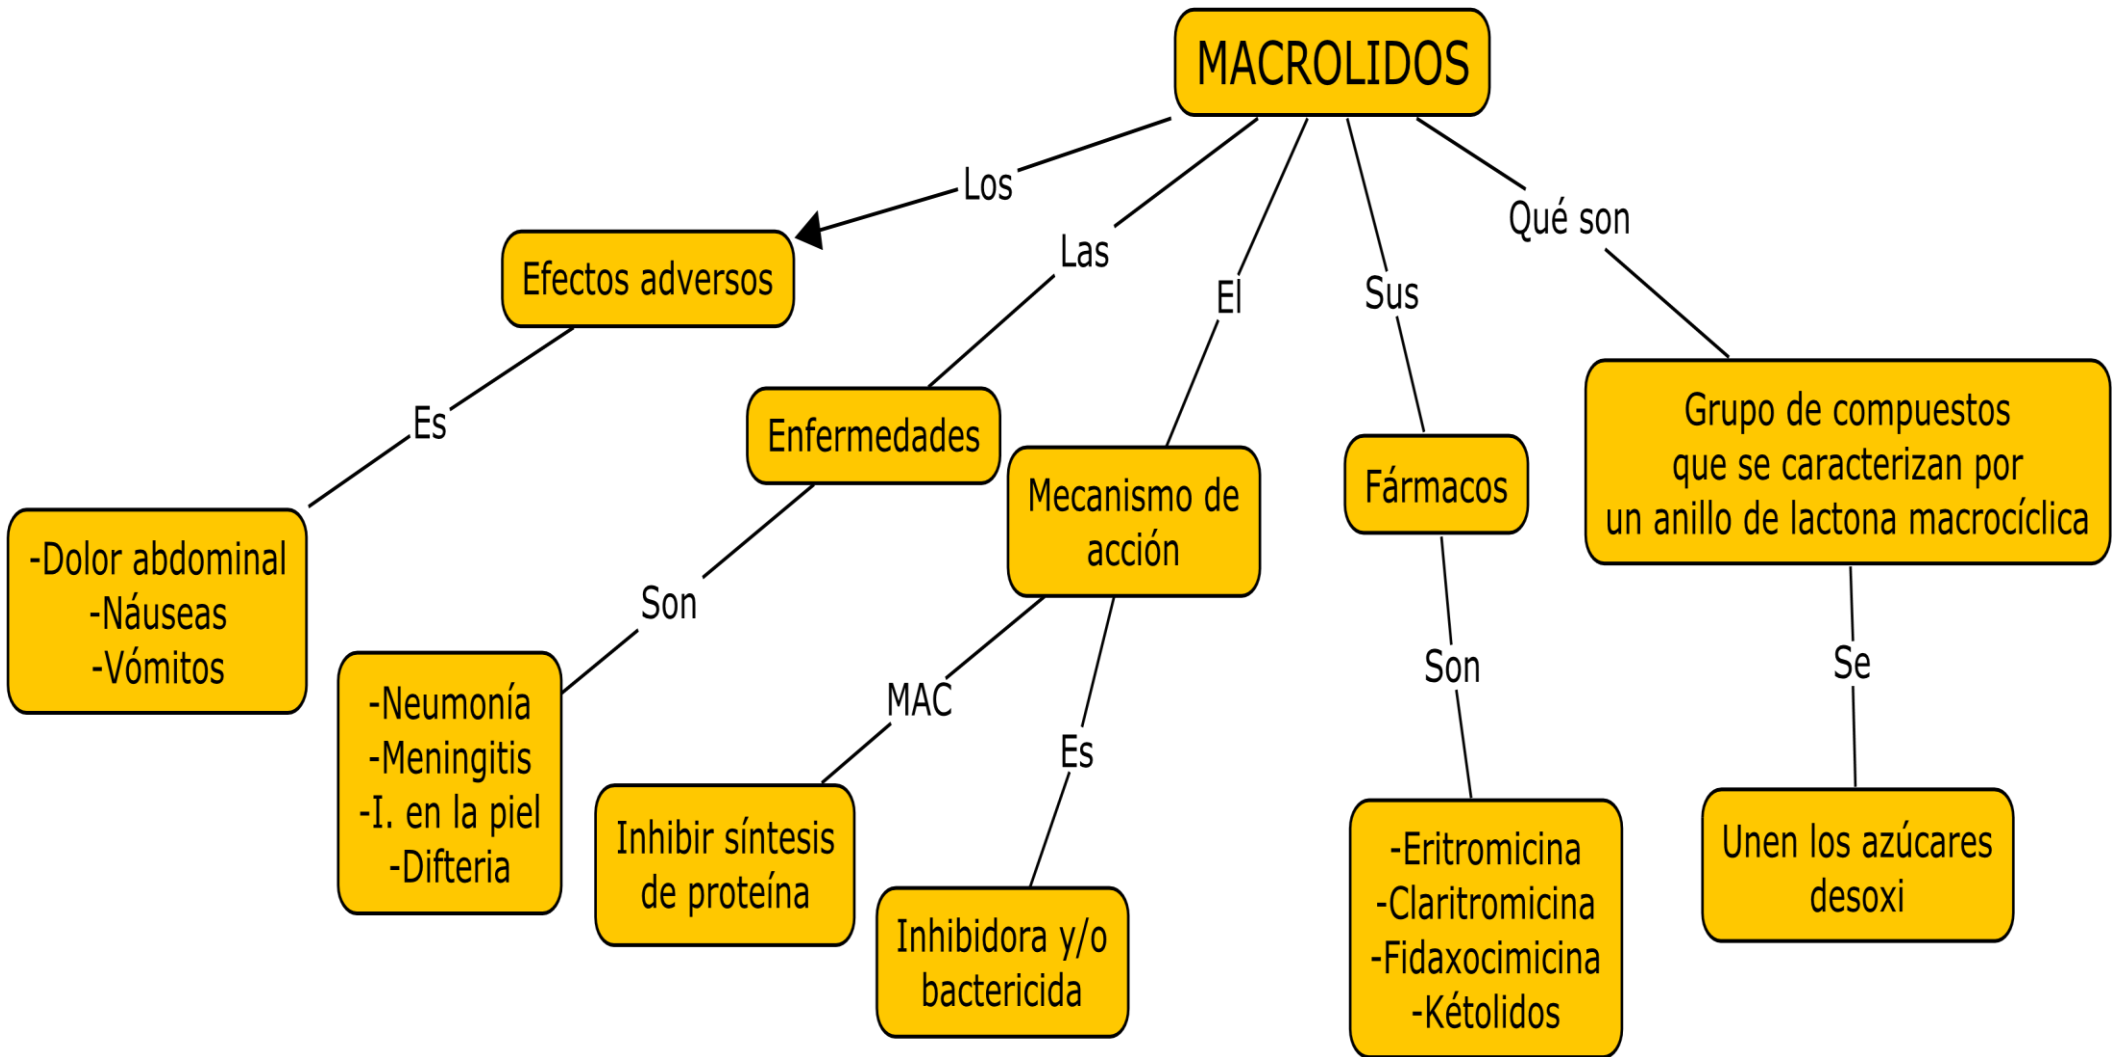 MACROLIDOS
Los
Las
El
Sus
Qué son
Efectos adversos
Es
-Dolor abdominal
-Náuseas
-Vómitos
Enfermedades
Son
-Neumonía
-Meningitis
-I. en la piel
-Difteria
Mecanismo de
acción
MAC
Es
Inhibir síntesis
de proteína
Inhibidora y/o
bactericida
Fármacos
Son
-Eritromicina
-Claritromicina
-Fidaxocimicina
-Kétolidos
Grupo de compuestos
que se caracterizan por
un anillo de lactona macrocíclica
Se
Unen los azúcares
desoxi